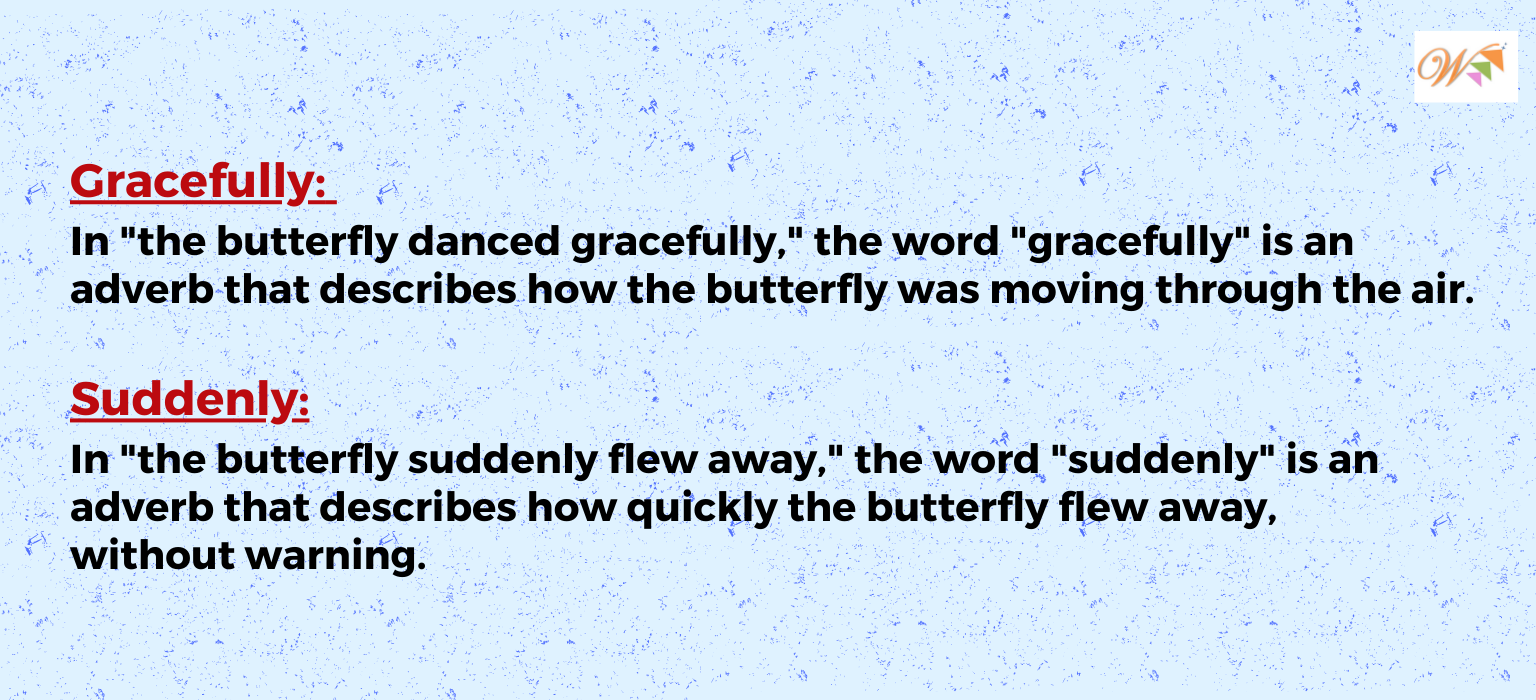 W
Gracefully:
In "the butterfly danced gracefully," the word "gracefully" is an
adverb that describes how the butterfly was moving through the air.
Suddenly:
In "the butterfly suddenly flew away," the word "suddenly" is an
adverb that describes how quickly the butterfly flew away,
without warning.